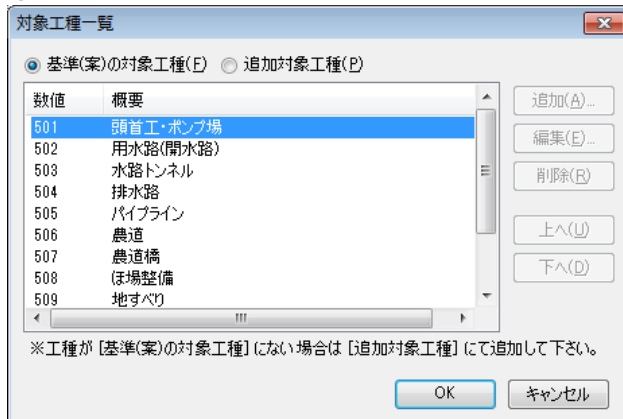 対象工種一覧
基準(案)の対象工種(F) 追加対象工種(P)
数値 概要
501 頭首工・ポンプ場
502 用水路(開水路)
503 水路トンネル
504 排水路
505 パイプライン
506 農道
507 農道橋
508 ほ場整備
509 地すべり
追加(A)...
編集(E)...
削除(R)
上へ(U)
下へ(D)
※工種が [基準(案)の対象工種] にない場合は [追加対象工種] にて追加して下さい。
OK キャンセル